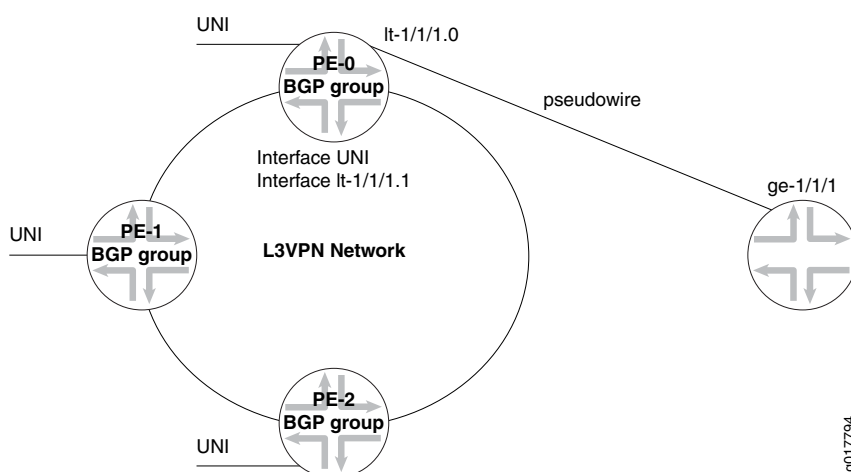 UNI
lt-1/1/1.0
PE-0
BGP group
pseudowire
Interface UNI
Interface lt-1/1/1.1
ge-1/1/1
UNI
PE-1
BGP group
L3VPN Network
PE-2
BGP group
UNI
g017794